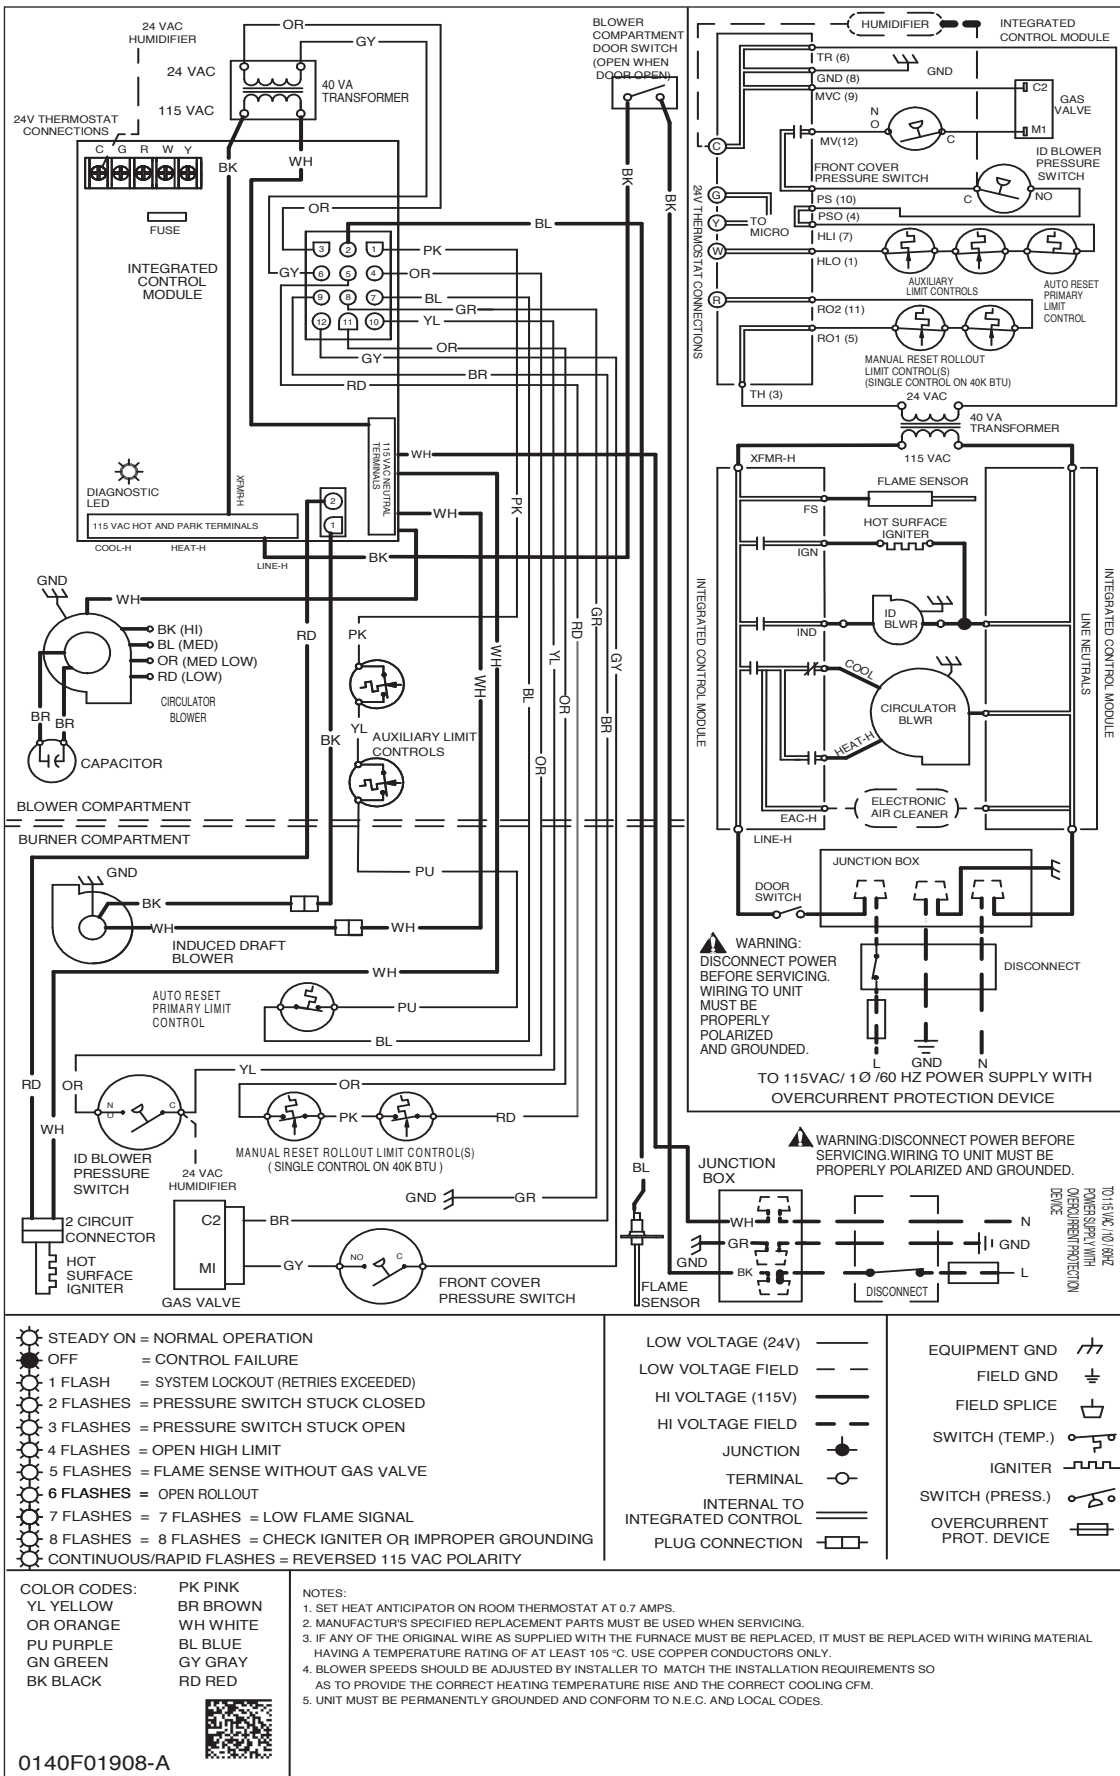 24 VAC
HUMIDIFIER
OR
GY
24 VAC
115 VAC
40 VA
TRANSFORMER
24V THERMOSTAT
CONNECTIONS
C G R W Y
BK
WH
FUSE
INTEGRATED
CONTROL
MODULE
OR
GY
3 2 1
6 5 4
9 8 7
12 11 10
PK
OR
BL
GR
YL
OR
GY
BR
RD
BL
BLOWER
COMPARTMENT
DOOR SWITCH
(OPEN WHEN
DOOR OPEN)
BK
BK
DIAGNOSTIC
LED
XFMR-H
115 VAC HOT AND PARK TERMINALS
COOL-H
HEAT-H
LINE-H
2
1
115 VAC NEUTRAL
TERMINALS
WH
WH
BK
PK
GND
WH
BK (HI)
BL (MED)
OR (MED LOW)
RD (LOW)
CIRCULATOR
BLOWER
BR
BR
CAPACITOR
RD
BK
PK
YL
AUXILIARY LIMIT
CONTROLS
WH
WH
BL
OR
YL
OR
RD
GR
BR
GY
BLOWER COMPARTMENT
BURNER COMPARTMENT
GND
BK
WH
WH
INDUCED DRAFT
BLOWER
PU
WH
AUTO RESET
PRIMARY LIMIT
CONTROL
PU
BL
YL
RD
OR
WH
N
O
C
OR
PK
RD
ID BLOWER
PRESSURE
SWITCH
24 VAC
HUMIDIFIER
MANUAL RESET ROLLOUT LIMIT CONTROL(S)
( SINGLE CONTROL ON 40K BTU )
GND
GR
2 CIRCUIT
CONNECTOR
HOT
SURFACE
IGNITER
C2
MI
GAS VALVE
BR
GY
NO
C
FRONT COVER
PRESSURE SWITCH
BL
FLAME
SENSOR
HUMIDIFIER
INTEGRATED
CONTROL MODULE
TR (6)
GND (8)
GND
MVC (9)
C2
GAS
VALVE
M1
N
O
C
MV(12)
C
FRONT COVER
PRESSURE SWITCH
ID BLOWER
PRESSURE
SWITCH
C
NO
G
Y
TO
MICRO
W
R
24V THERMOSTAT CONNECTIONS
PS (10)
PSO (4)
HLI (7)
HLO (1)
AUXILIARY
LIMIT CONTROLS
AUTO RESET
PRIMARY
LIMIT
CONTROL
RO2 (11)
RO1 (5)
MANUAL RESET ROLLOUT
LIMIT CONTROL(S)
(SINGLE CONTROL ON 40K BTU)
TH (3)
24 VAC
40 VA
TRANSFORMER
115 VAC
XFMR-H
FLAME SENSOR
FS
HOT SURFACE
IGNITER
IGN
ID
BLWR
IND
COOL
CIRCULATOR
BLWR
HEAT-H
ELECTRONIC
AIR CLEANER
EAC-H
LINE-H
INTEGRATED CONTROL MODULE
LINE NEUTRALS
INTEGRATED CONTROL MODULE
JUNCTION BOX
DOOR
SWITCH
DISCONNECT
WARNING:
DISCONNECT POWER
BEFORE SERVICING.
WIRING TO UNIT
MUST BE
PROPERLY
POLARIZED
AND GROUNDED.
L
GND
N
TO 115VAC/ 1Ø /60 HZ POWER SUPPLY WITH
OVERCURRENT PROTECTION DEVICE
WARNING:DISCONNECT POWER BEFORE
SERVICING.WIRING TO UNIT MUST BE
PROPERLY POLARIZED AND GROUNDED.
JUNCTION
BOX
WH
GR
GND
BK
DISCONNECT
N
GND
L
TO 115 VAC / 1Ø / 60HZ
POWER SUPPLY WITH
OVERCURRENT PROTECTION
DEVICE
STEADY ON = NORMAL OPERATION
OFF = CONTROL FAILURE
1 FLASH = SYSTEM LOCKOUT (RETRIES EXCEEDED)
2 FLASHES = PRESSURE SWITCH STUCK CLOSED
3 FLASHES = PRESSURE SWITCH STUCK OPEN
4 FLASHES = OPEN HIGH LIMIT
5 FLASHES = FLAME SENSE WITHOUT GAS VALVE
6 FLASHES = OPEN ROLLOUT
7 FLASHES = 7 FLASHES = LOW FLAME SIGNAL
8 FLASHES = 8 FLASHES = CHECK IGNITER OR IMPROPER GROUNDING
CONTINUOUS/RAPID FLASHES = REVERSED 115 VAC POLARITY
LOW VOLTAGE (24V)
LOW VOLTAGE FIELD
HI VOLTAGE (115V)
HI VOLTAGE FIELD
JUNCTION
TERMINAL
INTERNAL TO
INTEGRATED CONTROL
PLUG CONNECTION
EQUIPMENT GND
FIELD GND
FIELD SPLICE
SWITCH (TEMP.)
IGNITER
SWITCH (PRESS.)
OVERCURRENT
PROT. DEVICE
COLOR CODES:
YL YELLOW
OR ORANGE
PU PURPLE
GN GREEN
BK BLACK
PK PINK
BR BROWN
WH WHITE
BL BLUE
GY GRAY
RD RED
0140F01908-A
NOTES:
1. SET HEAT ANTICIPATOR ON ROOM THERMOSTAT AT 0.7 AMPS.
2. MANUFACTUR'S SPECIFIED REPLACEMENT PARTS MUST BE USED WHEN SERVICING.
3. IF ANY OF THE ORIGINAL WIRE AS SUPPLIED WITH THE FURNACE MUST BE REPLACED, IT MUST BE REPLACED WITH WIRING MATERIAL
HAVING A TEMPERATURE RATING OF AT LEAST 105 °C. USE COPPER CONDUCTORS ONLY.
4. BLOWER SPEEDS SHOULD BE ADJUSTED BY INSTALLER TO MATCH THE INSTALLATION REQUIREMENTS SO
AS TO PROVIDE THE CORRECT HEATING TEMPERATURE RISE AND THE CORRECT COOLING CFM.
5. UNIT MUST BE PERMANENTLY GROUNDED AND CONFORM TO N.E.C. AND LOCAL CODES.